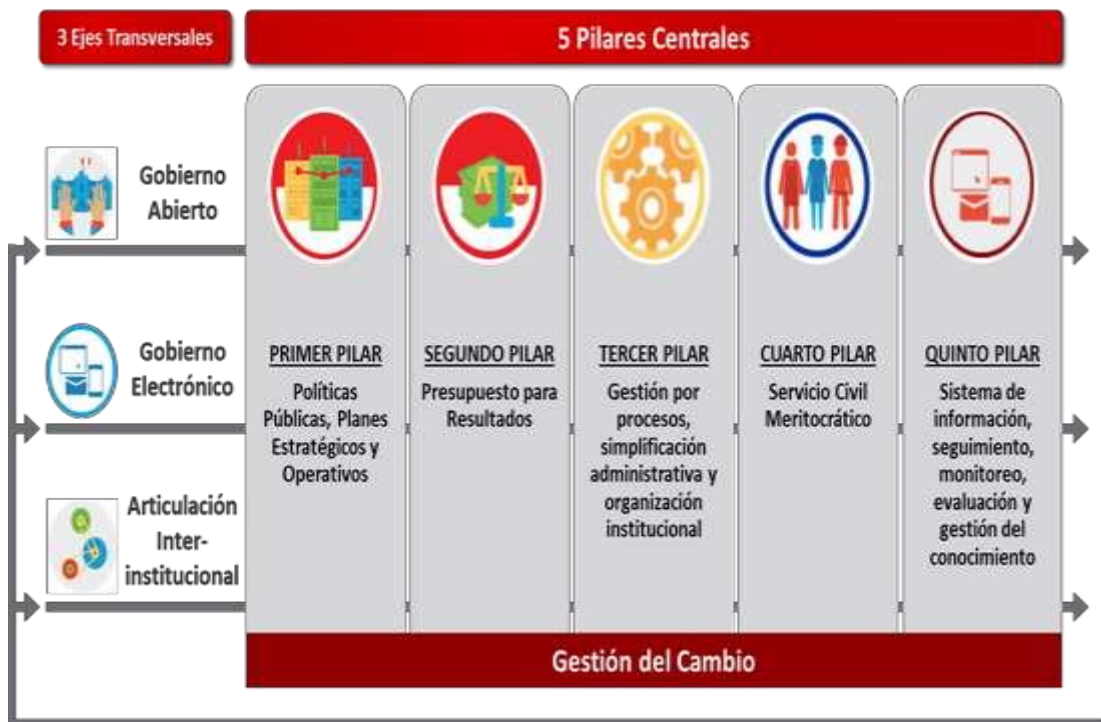 3 Ejes Transversales
5 Pilares Centrales
Gobierno
Abierto
Gobierno
Electrónico
Articulación
Inter-
institucional
PRIMER PILAR
Políticas
Públicas, Planes
Estratégicos y
Operativos
SEGUNDO PILAR
Presupuesto para
Resultados
TERCER PILAR
Gestión por
procesos,
simplificación
administrativa y
organización
institucional
CUARTO PILAR
Servicio Civil
Meritocrático
QUINTO PILAR
Sistema de
información,
seguimiento,
monitoreo,
evaluación y
gestión del
conocimiento
Gestión del Cambio